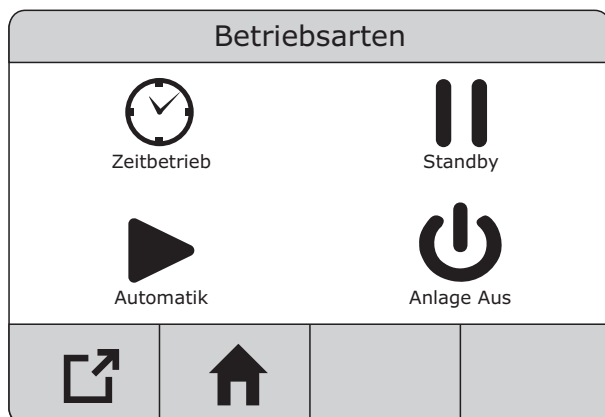 Betriebsarten
Zeitbetrieb
Standby
Automatik
Anlage Aus